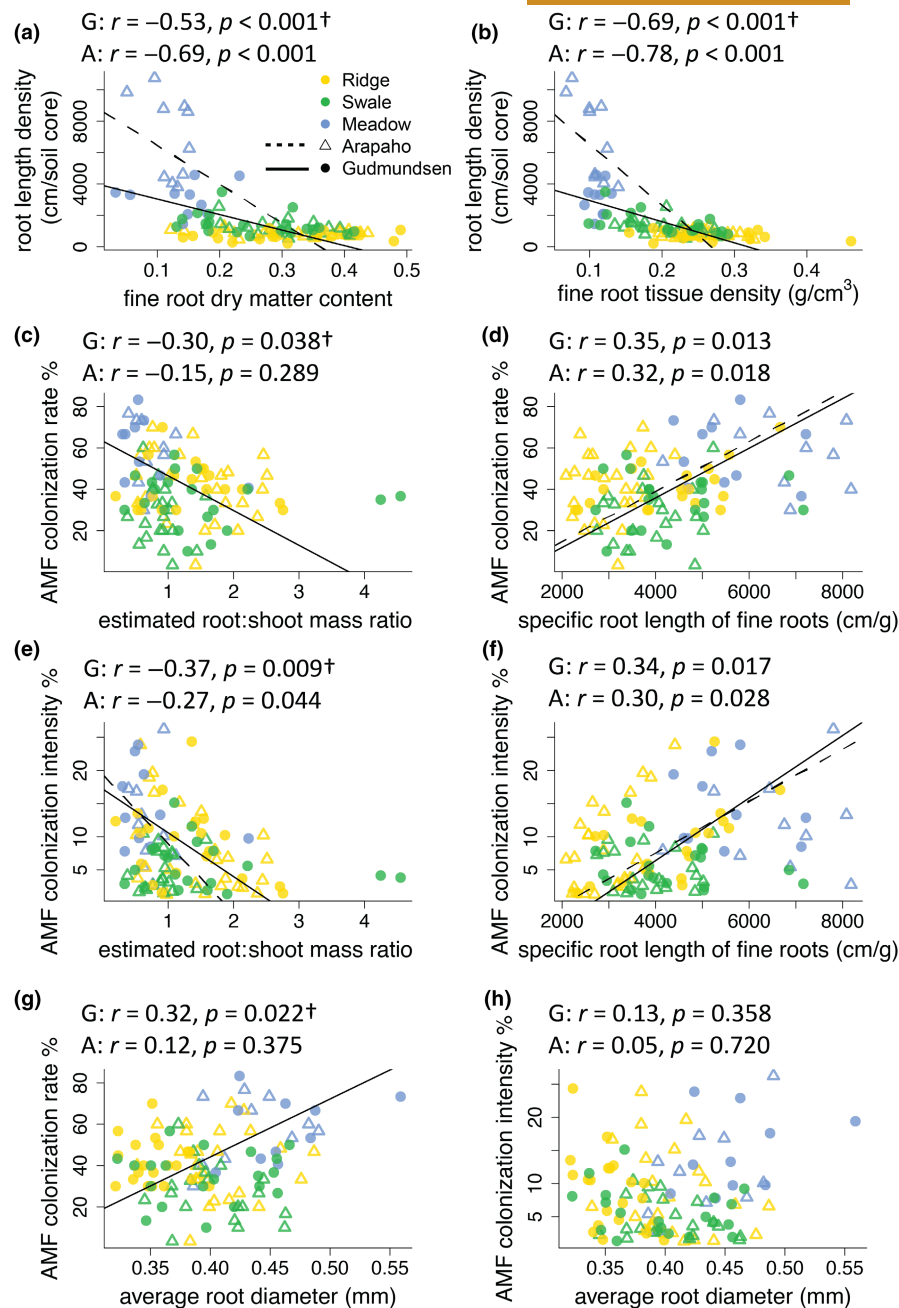 (a)
G: r = −0.53, p < 0.001†
A: r = −0.69, p < 0.001
root length density
(cm/soil core)
0 4000 8000
Ridge
Swale
Meadow
Arapaho
Gudmundsen
0.1 0.2 0.3 0.4 0.5
fine root dry matter content
(b)
G: r = −0.69, p < 0.001†
A: r = −0.78, p < 0.001
root length density
(cm/soil core)
0 4000 8000
0.1 0.2 0.3 0.4
fine root tissue density (g/cm³)
(c)
G: r = −0.30, p = 0.038†
A: r = −0.15, p = 0.289
AMF colonization rate %
20 40 60 80
1 2 3 4
estimated root:shoot mass ratio
(d)
G: r = 0.35, p = 0.013
A: r = 0.32, p = 0.018
AMF colonization rate %
20 40 60 80
2000 4000 6000 8000
specific root length of fine roots (cm/g)
(e)
G: r = −0.37, p = 0.009†
A: r = −0.27, p = 0.044
AMF colonization intensity %
5 10 20
1 2 3 4
estimated root:shoot mass ratio
(f)
G: r = 0.34, p = 0.017
A: r = 0.30, p = 0.028
AMF colonization intensity %
5 10 20
2000 4000 6000 8000
specific root length of fine roots (cm/g)
(g)
G: r = 0.32, p = 0.022†
A: r = 0.12, p = 0.375
AMF colonization rate %
20 40 60 80
0.35 0.40 0.45 0.50 0.55
average root diameter (mm)
(h)
G: r = 0.13, p = 0.358
A: r = 0.05, p = 0.720
AMF colonization intensity %
5 10 20
0.35 0.40 0.45 0.50 0.55
average root diameter (mm)